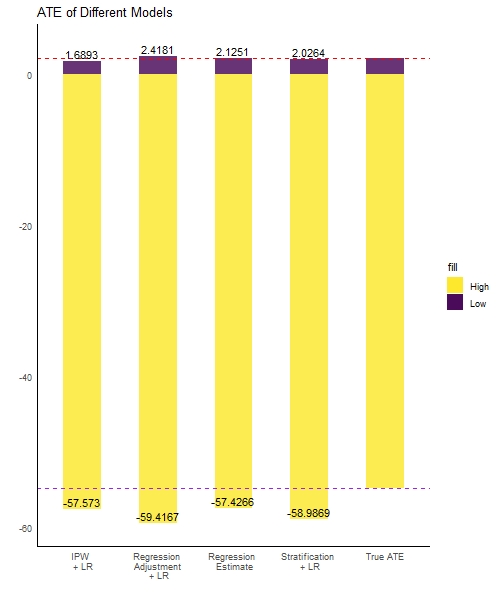 ATE of Different Models
1.6893
2.4181
2.1251
2.0264
0
-20
-40
-60
-57.573
-59.4167
-57.4266
-58.9869
IPW
+ LR
Regression
Adjustment
+ LR
Regression
Estimate
Stratification
+ LR
True ATE
fill
High
Low